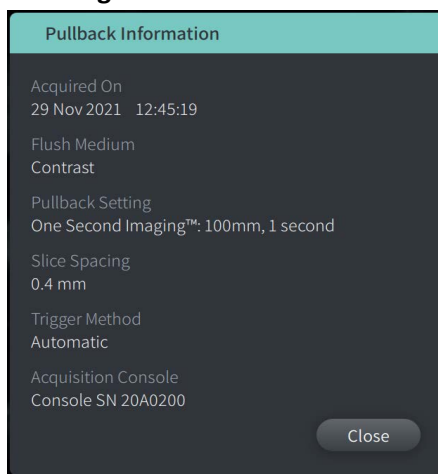 Pullback Information
Acquired On
29 Nov 2021 12:45:19
Flush Medium
Contrast
Pullback Setting
One Second Imaging™: 100mm, 1 second
Slice Spacing
0.4 mm
Trigger Method
Automatic
Acquisition Console
Console SN 20A0200
Close